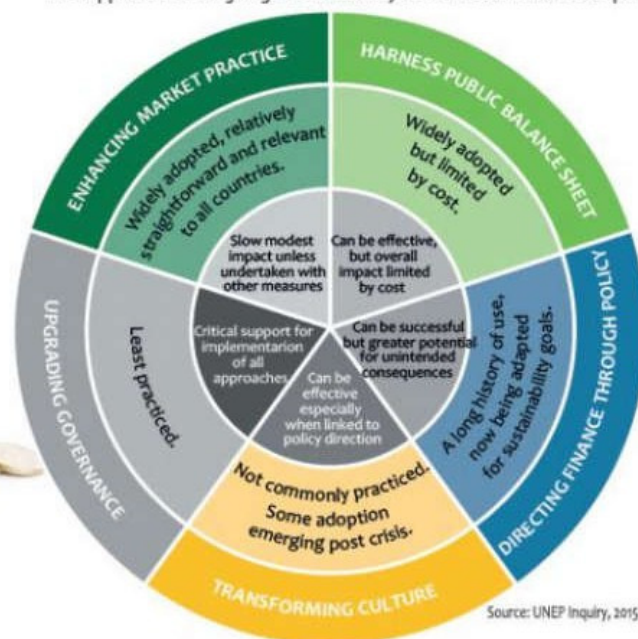 ENHANCING MARKET PRACTICE
Widely adopted, relatively
straightforward and relevant
to all countries.
Slow modest
impact unless
undertaken with
other measures
HARNESS PUBLIC BALANCE SHEET
Widely adopted
but limited
by cost.
Can be effective,
but overall
impact limited
by cost
DIRECTING FINANCE THROUGH POLICY
A long history of use,
now being adapted
for sustainability goals.
Can be successful
but greater potential
for unintended
consequences
TRANSFORMING CULTURE
Not commonly practiced.
Some adoption
emerging post crisis.
Can be
effective
especially
when linked to
policy direction
UPGRADING GOVERNANCE
Least practiced.
Critical support for
implementarion
of all
approaches
Source: UNEP Inquiry, 2015